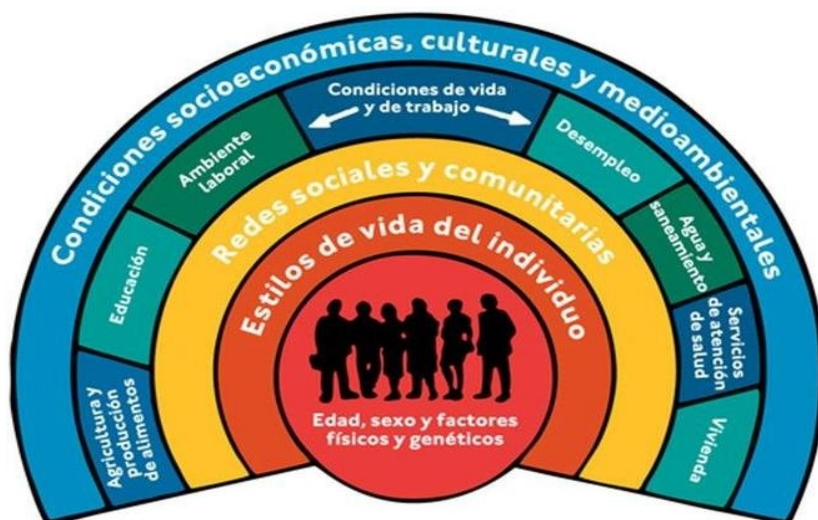 Condiciones socioeconómicas, culturales y medioambientales
Condiciones de vida
y de trabajo
Agricultura y
producción
de alimentos
Educación
Ambiente
laboral
Desempleo
Agua y
saneamiento
Servicios
de atención
de salud
Vivienda
Redes sociales y comunitarias
Estilos de vida del individuo
Edad, sexo y factores
físicos y genéticos